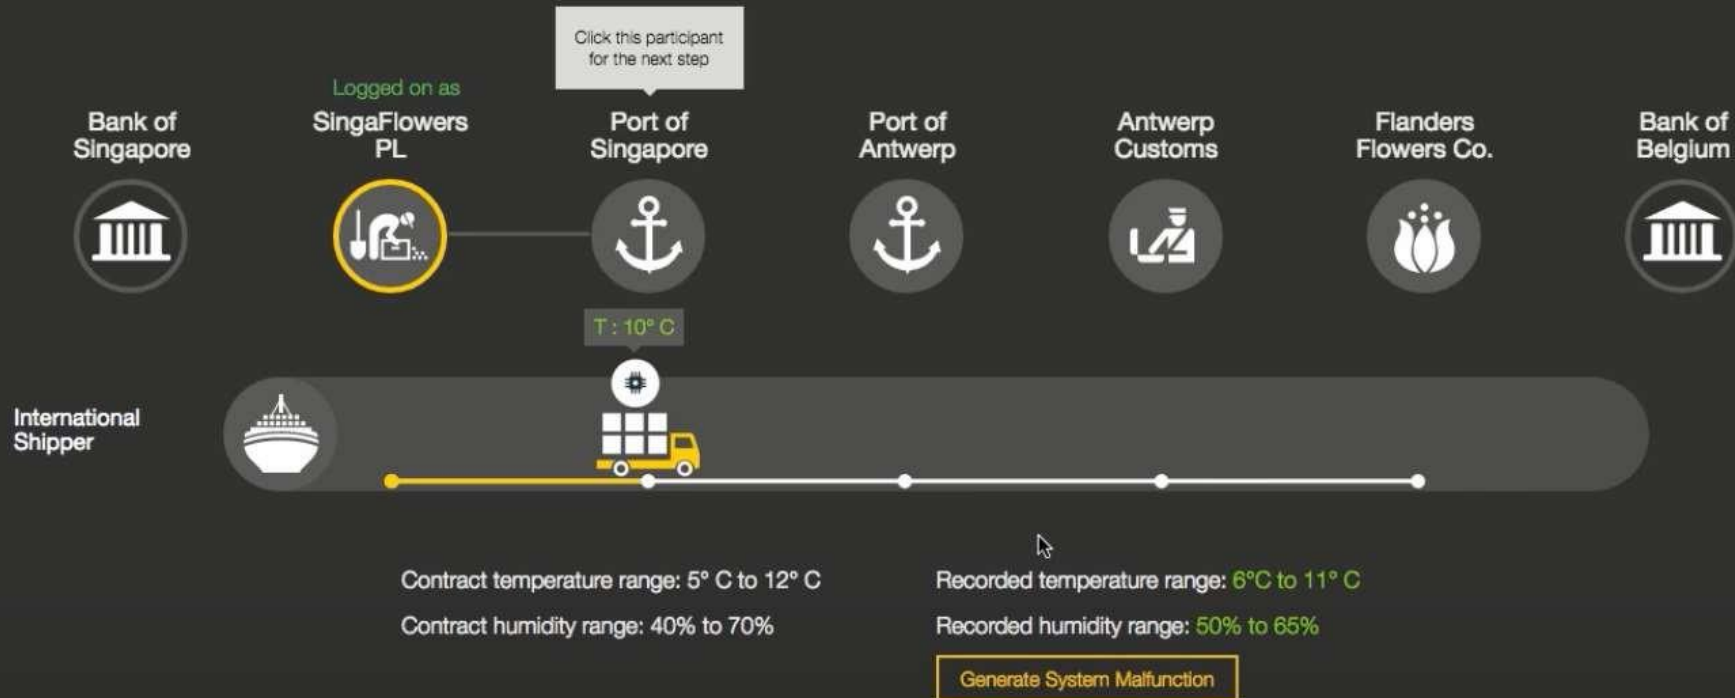 Click this participant
for the next step
Logged on as
Bank of
Singapore
SingaFlowers
PL
Port of
Singapore
Port of
Antwerp
Antwerp
Customs
Flanders
Flowers Co.
Bank of
Belgium
T : 10° C
International
Shipper
Contract temperature range: 5° C to 12° C
Recorded temperature range: 6°C to 11° C
Contract humidity range: 40% to 70%
Recorded humidity range: 50% to 65%
Generate System Malfunction